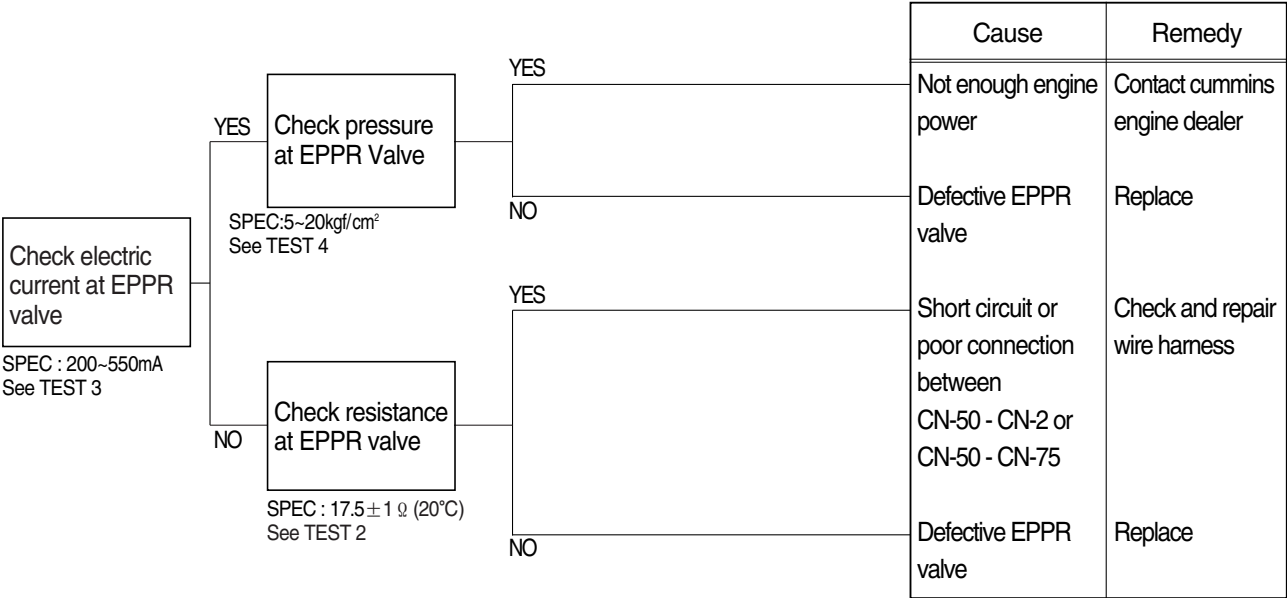 Check electric
current at EPPR
valve
SPEC : 200~550mA
See TEST 3
YES
Check pressure
at EPPR Valve
SPEC:5~20kgf/cm²
See TEST 4
NO
Check resistance
at EPPR valve
SPEC : 17.5±1 Ω (20°C)
See TEST 2
YES
NO
YES
NO
Cause
Remedy
Not enough engine
power
Contact cummins
engine dealer
Defective EPPR
valve
Replace
Short circuit or
poor connection
between
CN-50 - CN-2 or
CN-50 - CN-75
Check and repair
wire harness
Defective EPPR
valve
Replace